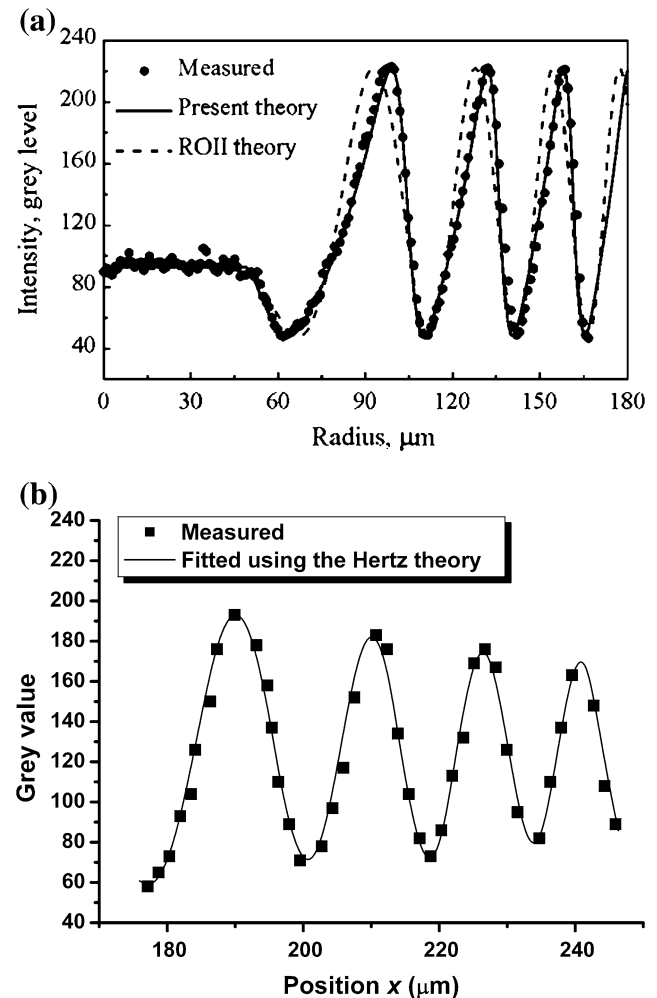 (a)
240
200
160
120
80
40
Intensity, grey level
Measured
Present theory
ROII theory
0 30 60 90 120 150 180
Radius, μm
(b)
240
220
200
180
160
140
120
100
80
60
40
Grey value
Measured
Fitted using the Hertz theory
180 200 220 240
Position x (μm)